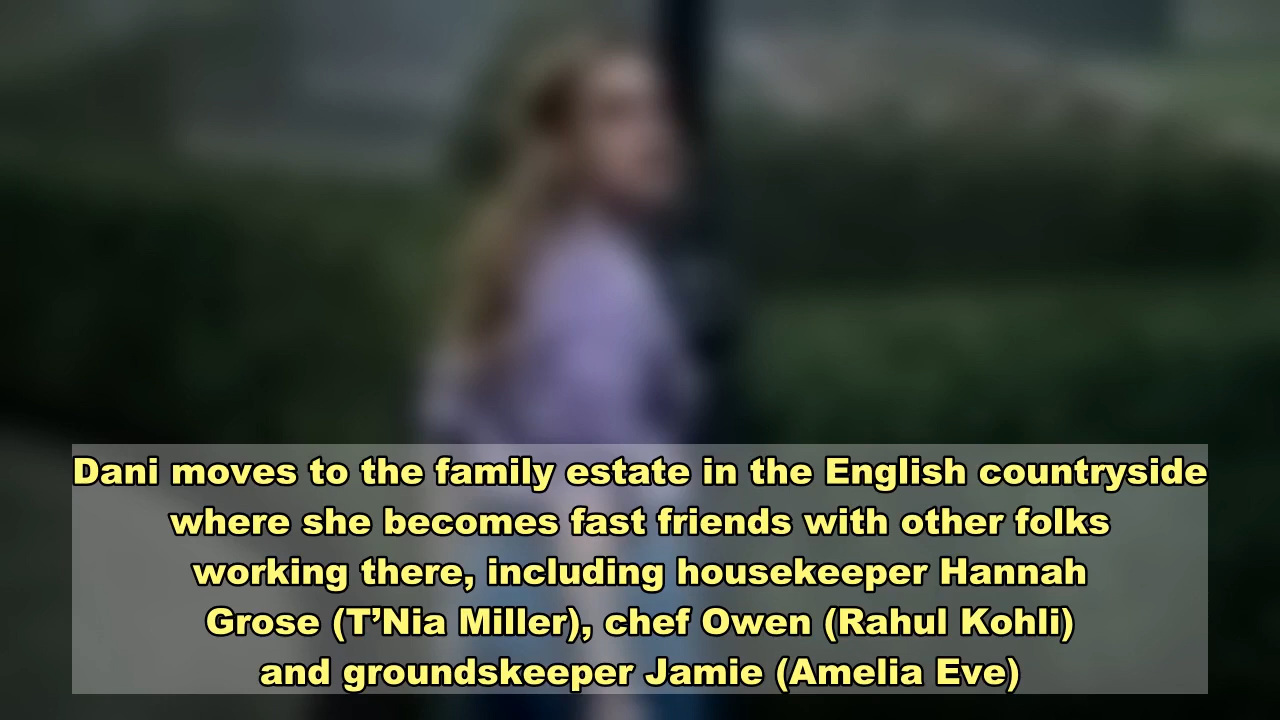 Dani moves to the family estate in the English countryside
where she becomes fast friends with other folks
working there, including housekeeper Hannah
Grose (T’Nia Miller), chef Owen (Rahul Kohli)
and groundskeeper Jamie (Amelia Eve)